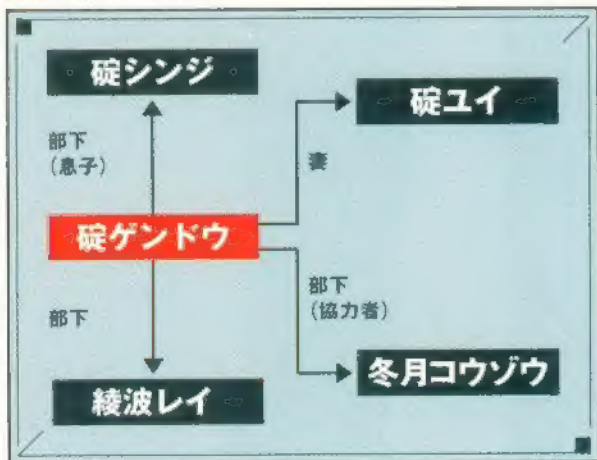 碇シンジ
碇ユイ
部下
(息子)
妻
碇ゲンドウ
部下
部下
(協力者)
綾波レイ
冬月コウゾウ